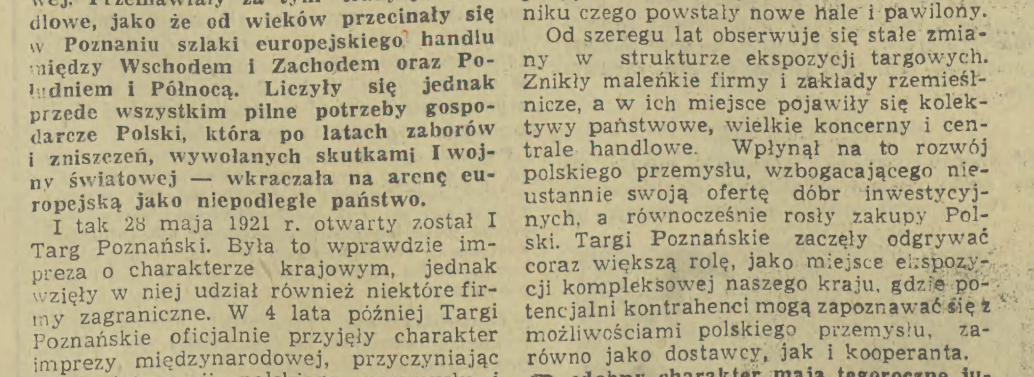 dlowe, jako że od wieków przecinały się
w Poznaniu szlaki europejskiego handlu
między Wschodem i Zachodem oraz Po-
łudniem i Północą. Liczyły się jednak
przede wszystkim pilne potrzeby gospo-
darcze Polski, która po latach zaborów
i zniszczeń, wywołanych skutkami I woj-
ny światowej — wkraczała na arenę eu-
ropejską jako niepodległe państwo.
I tak 28 maja 1921 r. otwarty został I
Targ Poznański. Była to wprawdzie im-
preza o charakterze krajowym, jednak
wzięły w niej udział również niektóre fir-
my zagraniczne. W 4 lata później Targi
Poznańskie oficjalnie przyjęły charakter
imprezy międzynarodowej, przyczyniając
niku czego powstały nowe hale i pawilony.
Od szeregu lat obserwuje się stałe zmia-
ny w strukturze ekspozycji targowych.
Znikły maleńkie firmy i zakłady rzemieśl-
nicze, a w ich miejsce pojawiły się kolek-
tywy państwowe, wielkie koncerny i cen-
trale handlowe. Wpłynął na to rozwój
polskiego przemysłu, wzbogacającego nie-
ustannie swoją ofertę dóbr inwestycyj-
nych, a równocześnie rosły zakupy Pol-
ski. Targi Poznańskie zaczęły odgrywać
coraz większą rolę, jako miejsce ekspozy-
cji kompleksowej naszego kraju, gdzie po-
tencjalni kontrahenci mogą zapoznawać się z
możliwościami polskiego przemysłu, za-
równo jako dostawcy, jak i kooperanta.
charakter mają tegoroczne ju-